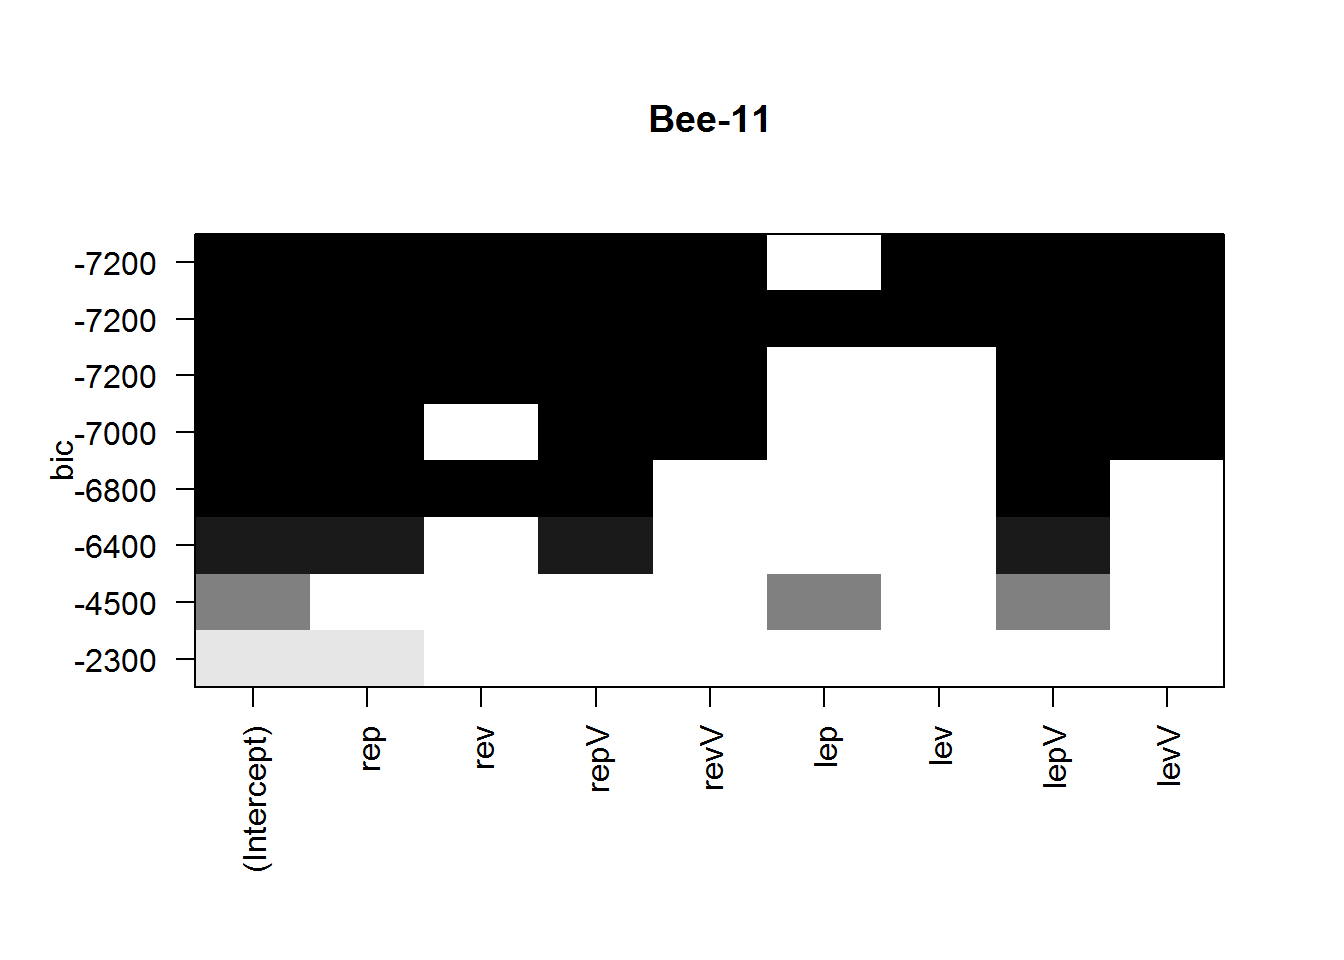 Bee-11
-7200
-7200
-7200
-7000
-6800
-6400
-4500
-2300
bic
(Intercept)
rep
rev
repV
revV
lep
lev
lepV
levV